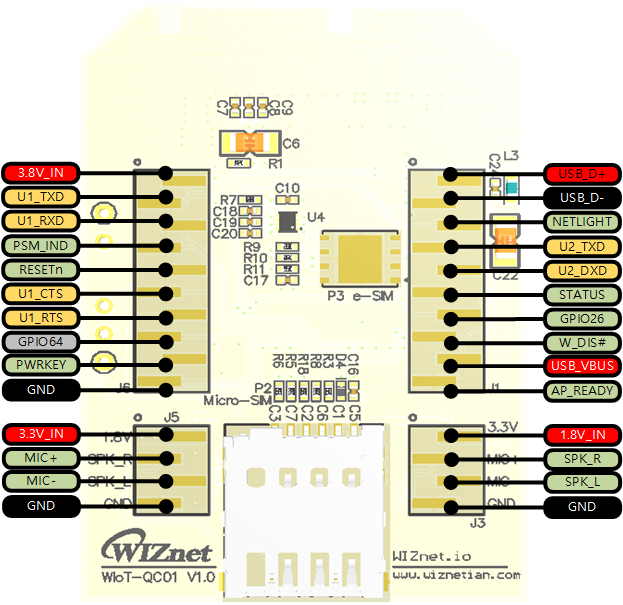 C7
C8
C9
C6
R1
3.8V_IN
U1_TXD
U1_RXD
PSM_IND
RESETn
U1_CTS
U1_RTS
GPIO64
PWRKEY
GND
J6
R7
C18
C19
C20
C10
U4
R9
R10
R11
C17
P3 e-SIM
C24
L3
C22
USB_D+
USB_D-
NETLIGHT
U2_TXD
U2_DXD
STATUS
GPIO26
W_DIS#
USB_VBUS
AP_READY
J1
R6
R5
R18
R8
R3
D4
C16
P2
Micro-SIM
C3
C7
C2
C6
C1
C5
J5
3.3V_IN
MIC+
MIC-
GND
1.8V
SPK_R
SPK_L
GND
3.3V
MIC+
MIC-
GND
J3
1.8V_IN
SPK_R
SPK_L
GND
WIZnet
WIoT-QC01 V1.0
WIZnet.io
www.wiznetian.com